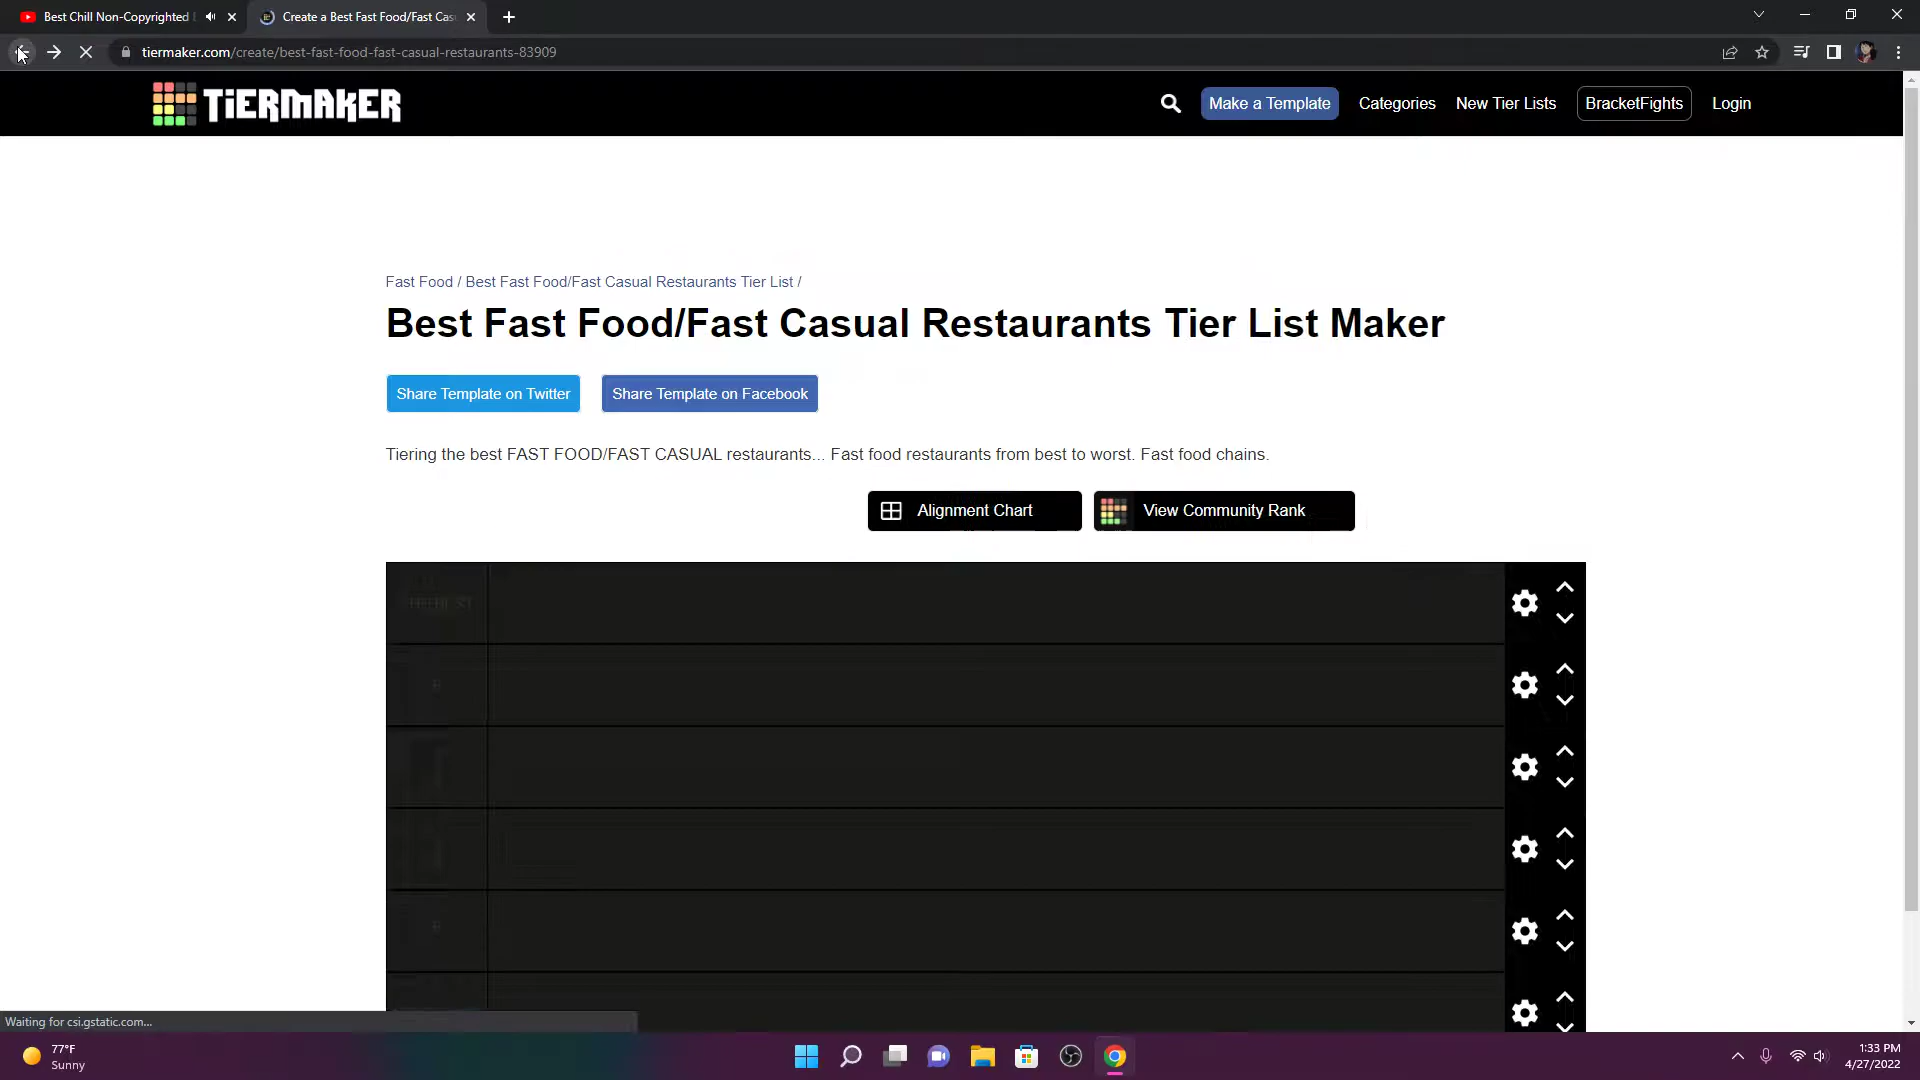 Best Chill Non-Copyrighted
Create a Best Fast Food/Fast Cas
tiermaker.com/create/best-fast-food-fast-casual-restaurants-83909
TiERMAKER
Make a Template
Categories
New Tier Lists
BracketFights
Login
Fast Food / Best Fast Food/Fast Casual Restaurants Tier List /
Best Fast Food/Fast Casual Restaurants Tier List Maker
Share Template on Twitter
Share Template on Facebook
Tiering the best FAST FOOD/FAST CASUAL restaurants... Fast food restaurants from best to worst. Fast food chains.
Alignment Chart
View Community Rank
Waiting for csi.gstatic.com...
77°F
Sunny
1:33 PM
4/27/2022